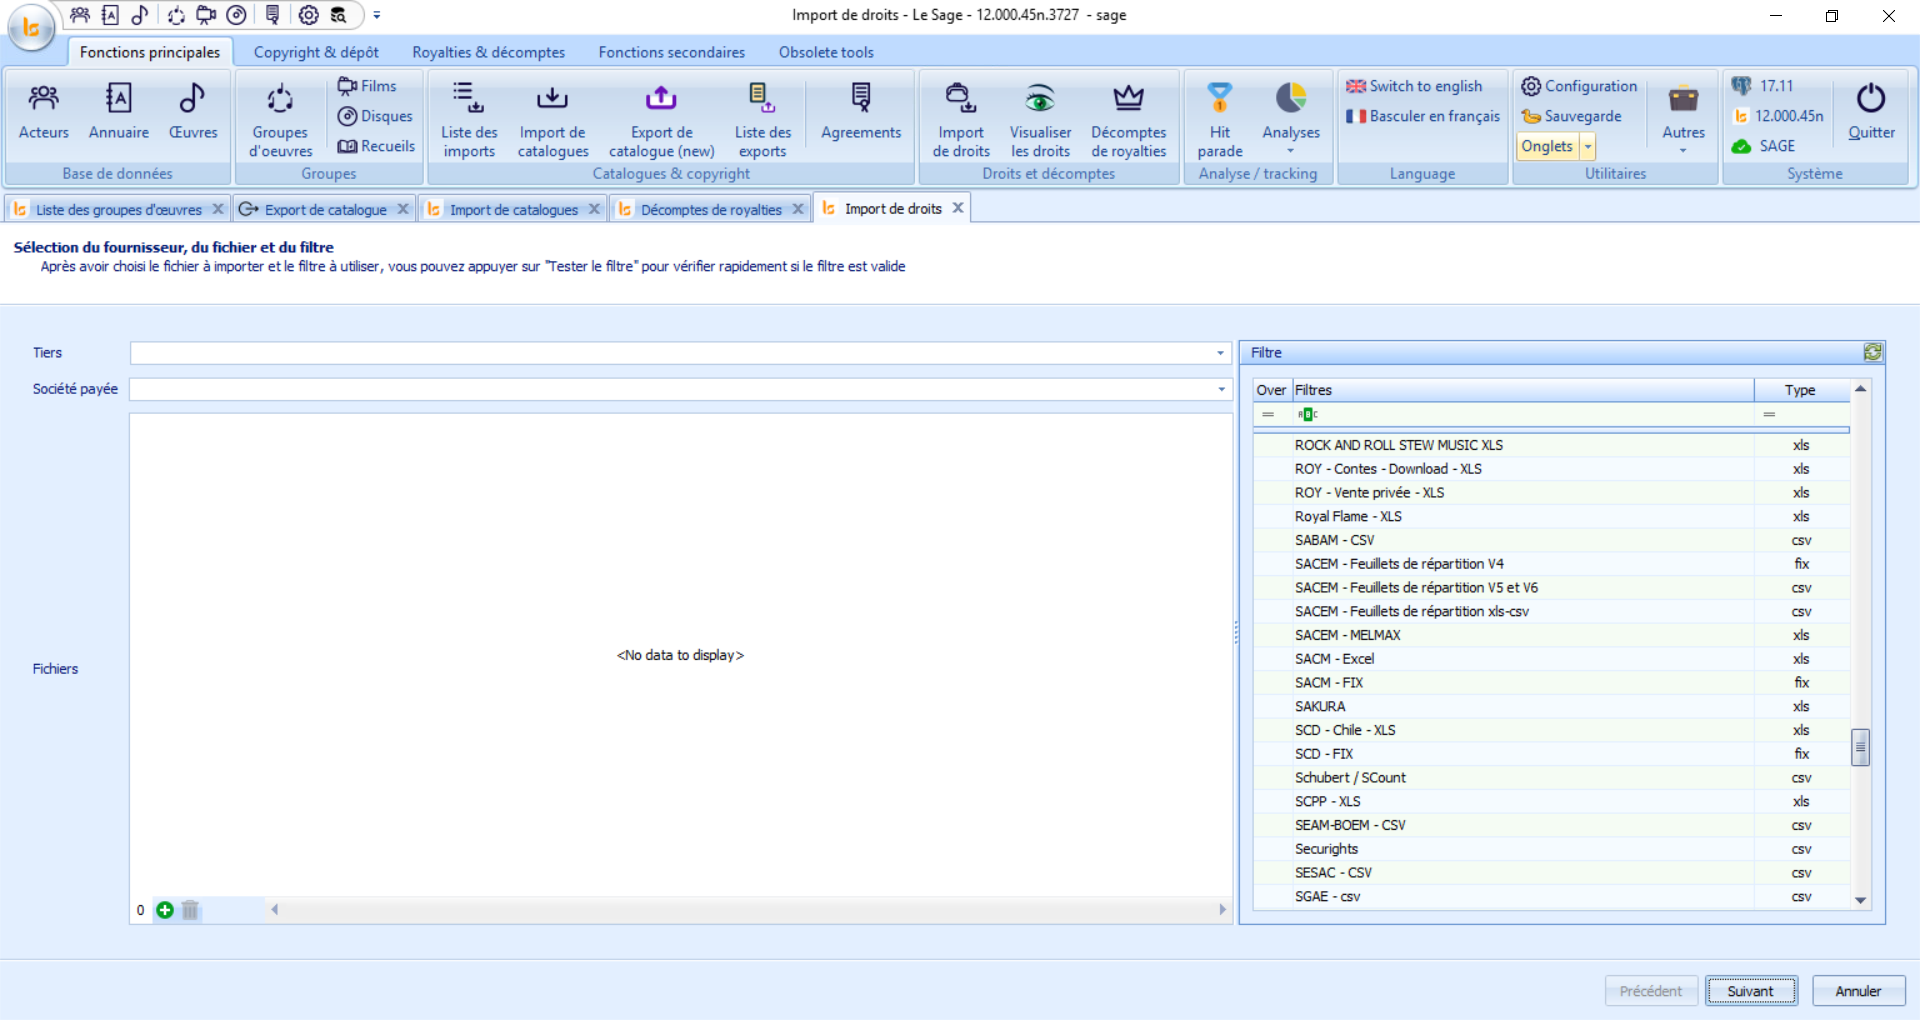 Import de droits - Le Sage - 12.000.45n.3727 - sage
Fonctions principales
Copyright & dépôt
Royalties & décomptes
Fonctions secondaires
Obsolete tools
Acteurs
Annuaire
Œuvres
Base de données
Groupes
d'oeuvres
Films
Disques
Recueils
Groupes
Liste des
imports
Import de
catalogues
Export de
catalogue (new)
Liste des
exports
Agreements
Catalogues & copyright
Import
de droits
Visualiser
les droits
Décomptes
de royalties
Droits et décomptes
Hit
parade
Analyses
Analyse / tracking
Switch to english
Basculer en français
Language
Configuration
Sauvegarde
Onglets
Autres
Utilitaires
17.11
12.000.45n
SAGE
Quitter
Système
Liste des groupes d'œuvres
Export de catalogue
Import de catalogues
Décomptes de royalties
Import de droits
Sélection du fournisseur, du fichier et du filtre
Après avoir choisi le fichier à importer et le filtre à utiliser, vous pouvez appuyer sur "Tester le filtre" pour vérifier rapidement si le filtre est valide
Tiers
Société payée
Fichiers
<No data to display>
0
Filtre
Over Filtres Type
= ABC =
ROCK AND ROLL STEW MUSIC XLS xls
ROY - Contes - Download - XLS xls
ROY - Vente privée - XLS xls
Royal Flame - XLS xls
SABAM - CSV csv
SACEM - Feuillets de répartition V4 fix
SACEM - Feuillets de répartition V5 et V6 csv
SACEM - Feuillets de répartition xls-csv csv
SACEM - MELMAX xls
SACM - Excel xls
SACM - FIX fix
SAKURA xls
SCD - Chile - XLS xls
SCD - FIX fix
Schubert / SCount csv
SCPP - XLS xls
SEAM-BOEM - CSV csv
Securights csv
SESAC - CSV csv
SGAE - csv csv
Précédent
Suivant
Annuler